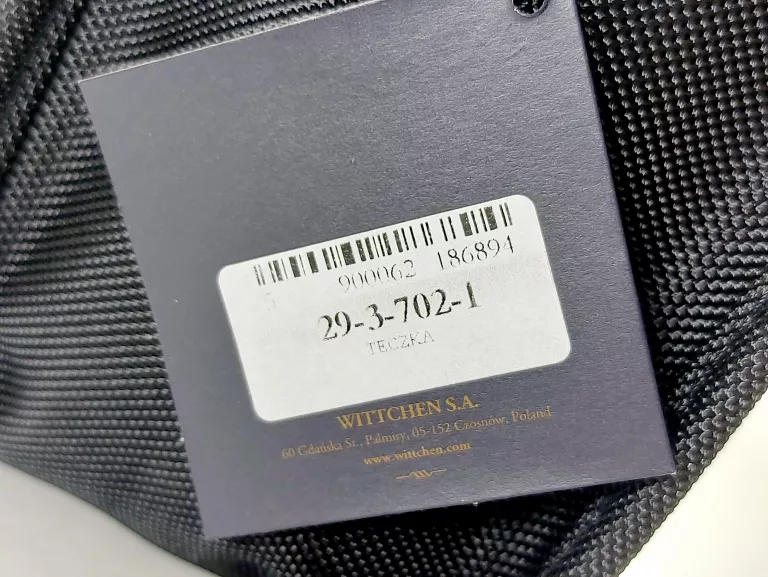 5 900062 186894
29-3-702-1
TECZKA
WITTCHEN S.A.
60 Gdańska St., Palmiry, 05-152 Czosnów, Poland
www.wittchen.com